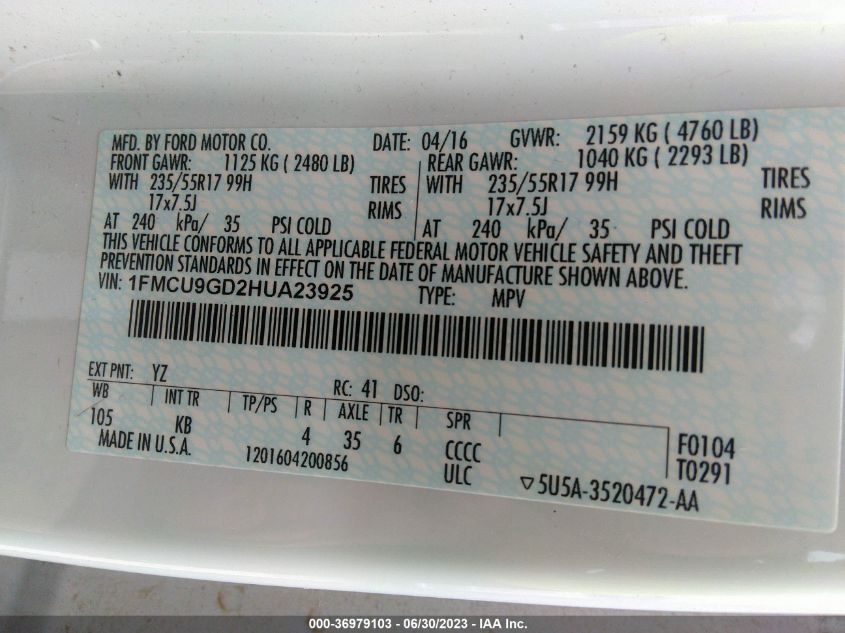 MFD. BY FORD MOTOR CO. DATE: 04/16 GVWR: 2159 KG ( 4760 LB)
FRONT GAWR: 1125 KG ( 2480 LB) REAR GAWR: 1040 KG ( 2293 LB)
WITH 235/55R17 99H TIRES WITH 235/55R17 99H TIRES
17x7.5J RIMS 17x7.5J RIMS
AT 240 kPa/ 35 PSI COLD AT 240 kPa/ 35 PSI COLD
THIS VEHICLE CONFORMS TO ALL APPLICABLE FEDERAL MOTOR VEHICLE SAFETY AND THEFT
PREVENTION STANDARDS IN EFFECT ON THE DATE OF MANUFACTURE SHOWN ABOVE.
VIN: 1FMCU9GD2HUA23925 TYPE: MPV
EXT PNT: YZ RC: 41 DSO:
WB INT TR TP/PS R AXLE TR SPR
105 KB 4 35 6 CCCC F0104
MADE IN U.S.A. 1201604200856 ULC T0291
▽5U5A-3520472-AA
000-36979103 - 06/30/2023 - IAA Inc.